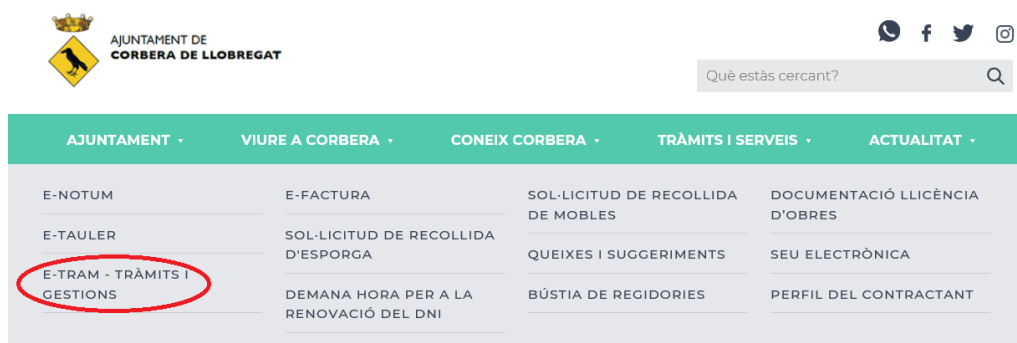 AJUNTAMENT DE
CORBERA DE LLOBREGAT
Què estàs cercant?
AJUNTAMENT
VIURE A CORBERA
CONEIX CORBERA
TRÀMITS I SERVEIS
ACTUALITAT
E-NOTUM
E-TAULER
E-TRAM - TRÀMITS I
GESTIONS
E-FACTURA
SOL·LICITUD DE RECOLLIDA
D'ESPORGA
DEMANA HORA PER A LA
RENOVACIÓ DEL DNI
SOL·LICITUD DE RECOLLIDA
DE MOBLES
QUEIXES I SUGGERIMENTS
BÚSTIA DE REGIDORIES
DOCUMENTACIÓ LLICÈNCIA
D'OBRES
SEU ELECTRÒNICA
PERFIL DEL CONTRACTANT